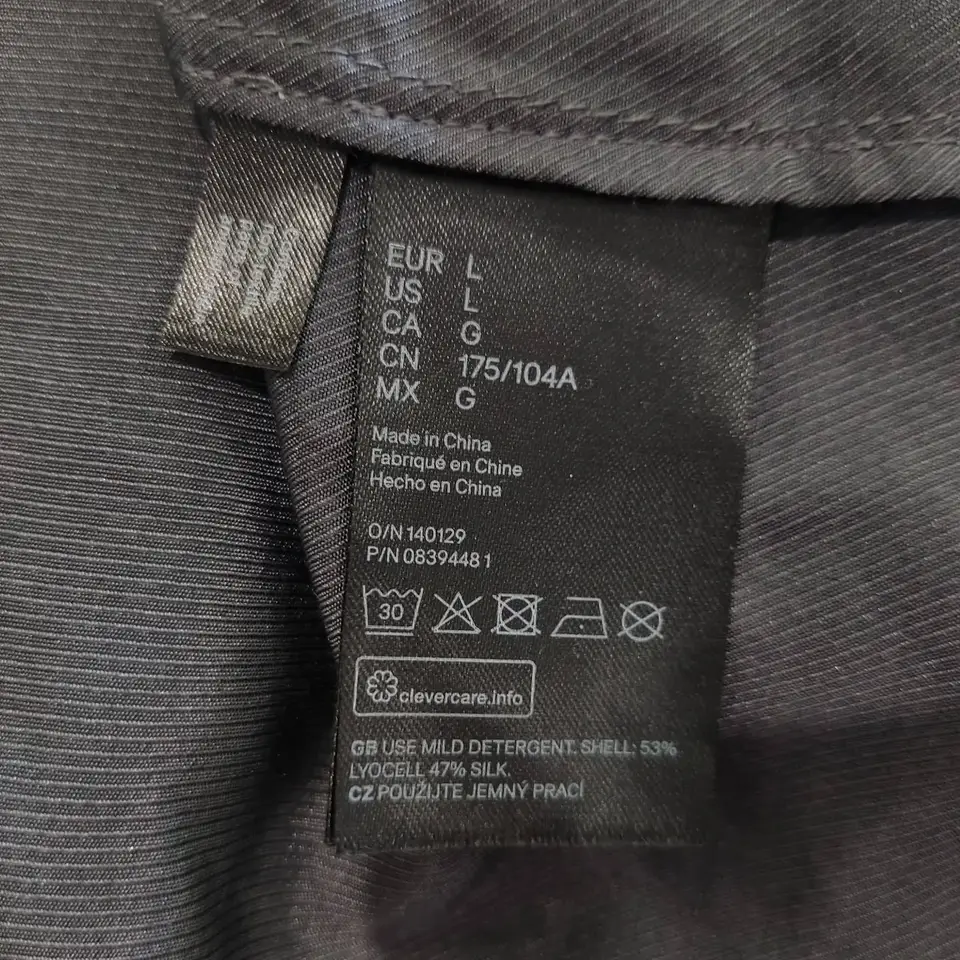 EUR L
US L
CA G
CN 175/104A
MX G
Made in China
Fabriqué en Chine
Hecho en China
O/N 140129
P/N 0839448 1
30
clevercare.info
GB USE MILD DETERGENT. SHELL: 53%
LYOCELL 47% SILK.
CZ POUŽIJTE JEMNÝ PRACÍ